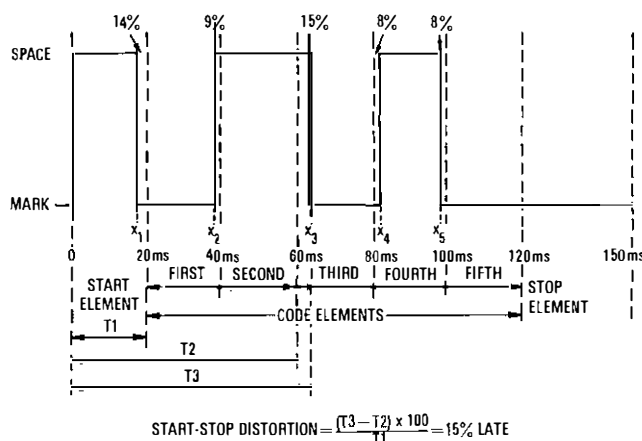 14% 9% 15% 8% 8%
SPACE
MARK
x1 x2 x3 x4 x5
0 20ms 40ms 60ms 80ms 100ms 120ms 150ms
START ELEMENT FIRST SECOND THIRD FOURTH FIFTH STOP ELEMENT
T1 CODE ELEMENTS
T2
T3
START-STOP DISTORTION = (T3 – T2) x 100 / T1 = 15% LATE